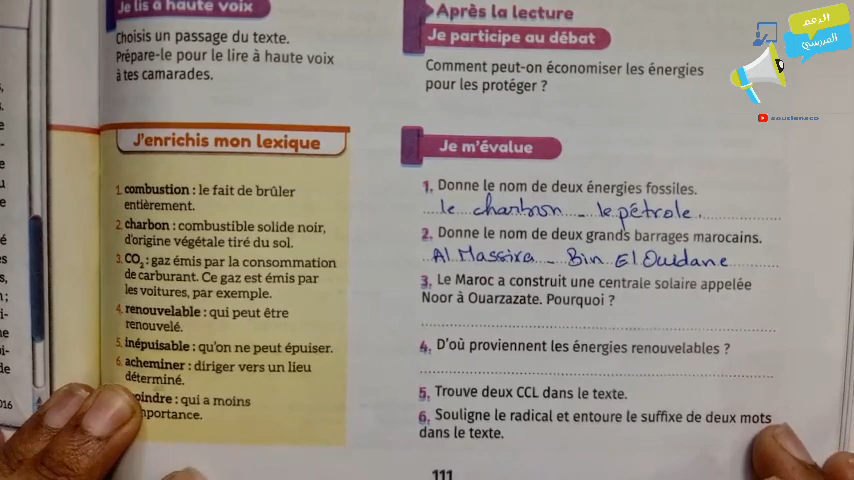 Je lis à haute voix
Choisis un passage du texte.
Prépare-le pour le lire à haute voix
à tes camarades.
J'enrichis mon lexique
1. combustion : le fait de brûler
entièrement.
2. charbon : combustible solide noir,
d'origine végétale tiré du sol.
3. CO₂ : gaz émis par la consommation
de carburant. Ce gaz est émis par
les voitures, par exemple.
4. renouvelable : qui peut être
renouvelé.
5. inépuisable : qu'on ne peut épuiser.
6. acheminer : diriger vers un lieu
déterminé.
oindre : qui a moins
mportance.
Après la lecture
Je participe au débat
Comment peut-on économiser les énergies
pour les protéger ?
Je m'évalue
1. Donne le nom de deux énergies fossiles.
le charbon - le pétrole.
2. Donne le nom de deux grands barrages marocains.
Al Massira - Bin El Ouidane
3. Le Maroc a construit une centrale solaire appelée
Noor à Ouarzazate. Pourquoi ?
4. D'où proviennent les énergies renouvelables ?
5. Trouve deux CCL dans le texte.
6. Souligne le radical et entoure le suffixe de deux mots
dans le texte.
111
016
الدعم
المدرسي
soustenseo